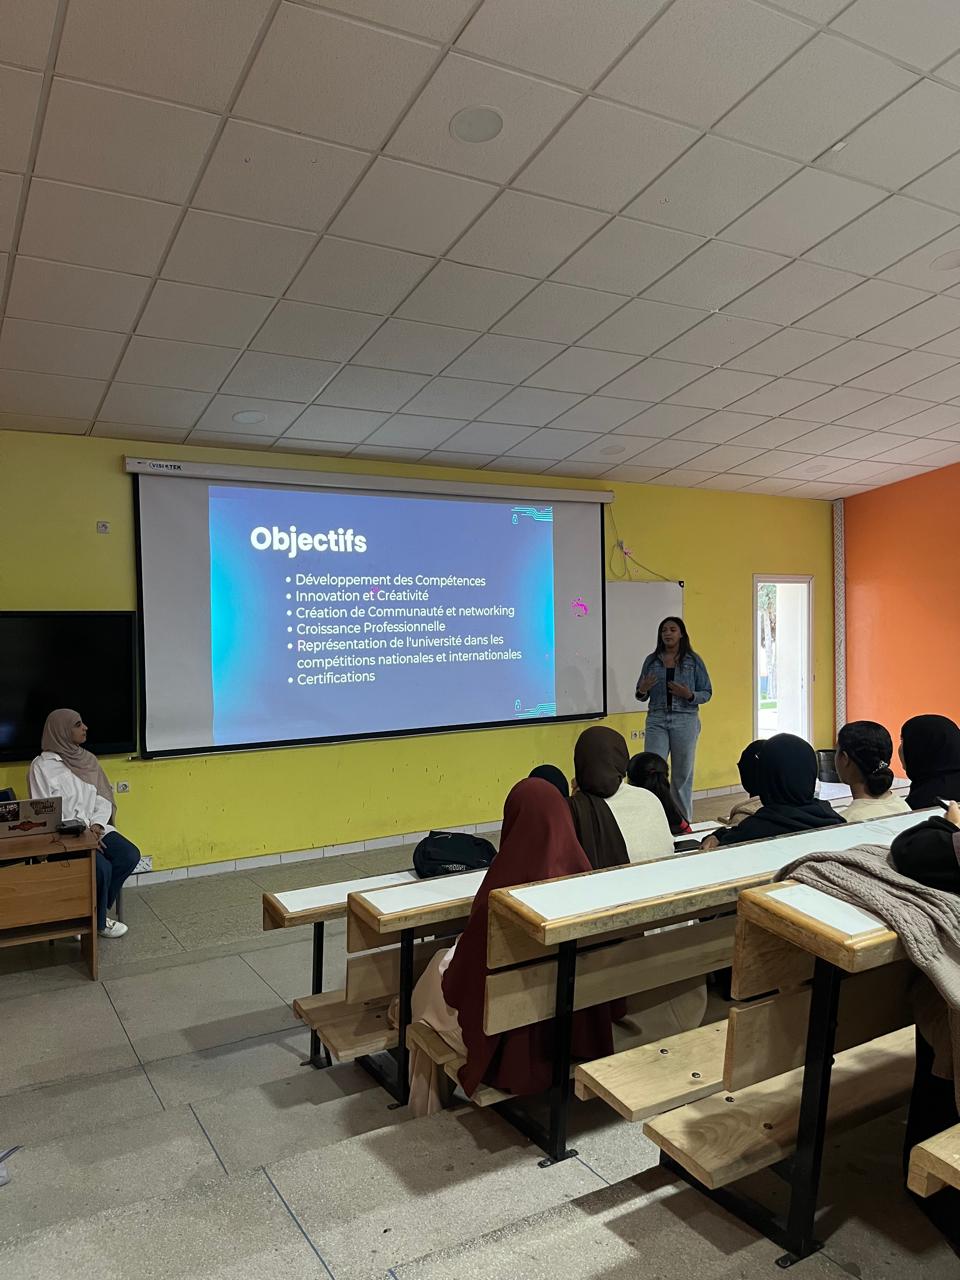 VISIOTEK
Objectifs
• Développement des Compétences
• Innovation et Créativité
• Création de Communauté et networking
• Croissance Professionnelle
• Représentation de l'université dans les
compétitions nationales et internationales
• Certifications